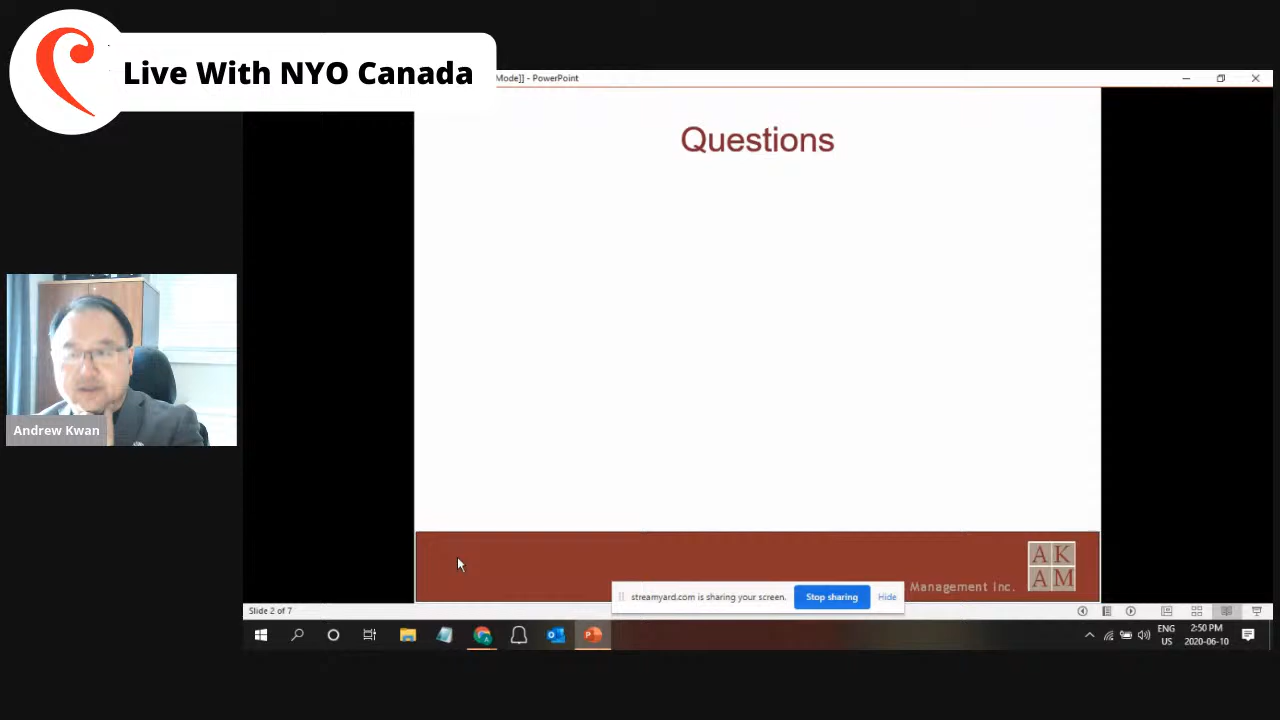 Live With NYO Canada
Mode]] - PowerPoint
Questions
Andrew Kwan
AK
AM
Management Inc.
streamyard.com is sharing your screen.
Stop sharing
Hide
Slide 2 of 7
ENG
US
2:50 PM
2020-06-10